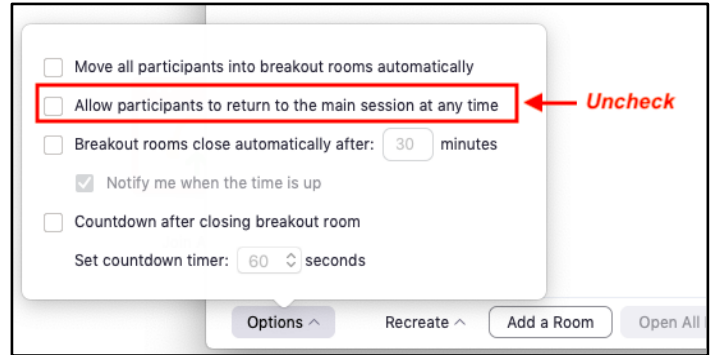 Move all participants into breakout rooms automatically
Allow participants to return to the main session at any time Uncheck
Breakout rooms close automatically after: 30 minutes
Notify me when the time is up
Countdown after closing breakout room
Set countdown timer: 60 seconds
Options Recreate Add a Room Open All